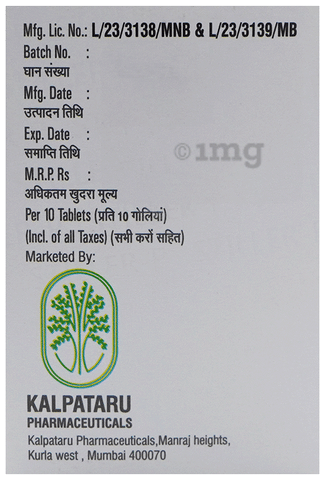 Mfg. Lic. No.: L/23/3138/MNB & L/23/3139/MB
Batch No. :
घान संख्या
Mfg. Date :
उत्पादन तिथि
Exp. Date :
समाप्ति तिथि
©1mg
M.R.P. Rs :
अधिकतम खुदरा मूल्य
Per 10 Tablets (प्रति 10 गोलियां)
(Incl. of all Taxes) (सभी करों सहित)
Marketed By:
KALPATARU
PHARMACEUTICALS
Kalpataru Pharmaceuticals,Manraj heights,
Kurla west , Mumbai 400070